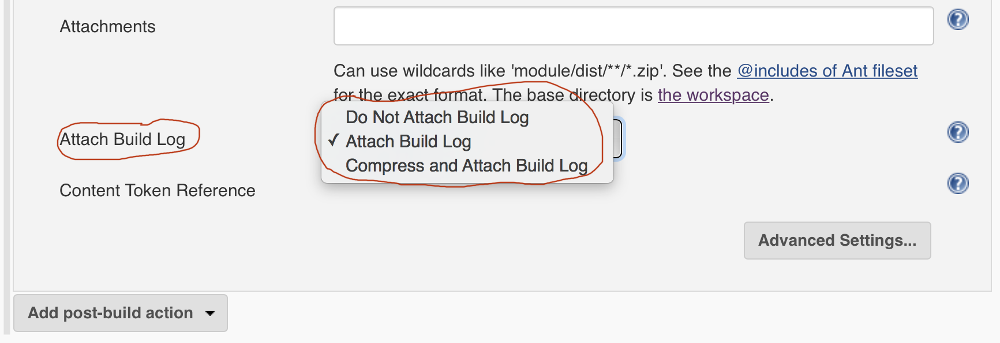 Attachments
Can use wildcards like 'module/dist/**/*.zip'. See the @includes of Ant fileset
for the exact format. The base directory is the workspace.
Attach Build Log
Do Not Attach Build Log
✓ Attach Build Log
Compress and Attach Build Log
Content Token Reference
Advanced Settings...
Add post-build action